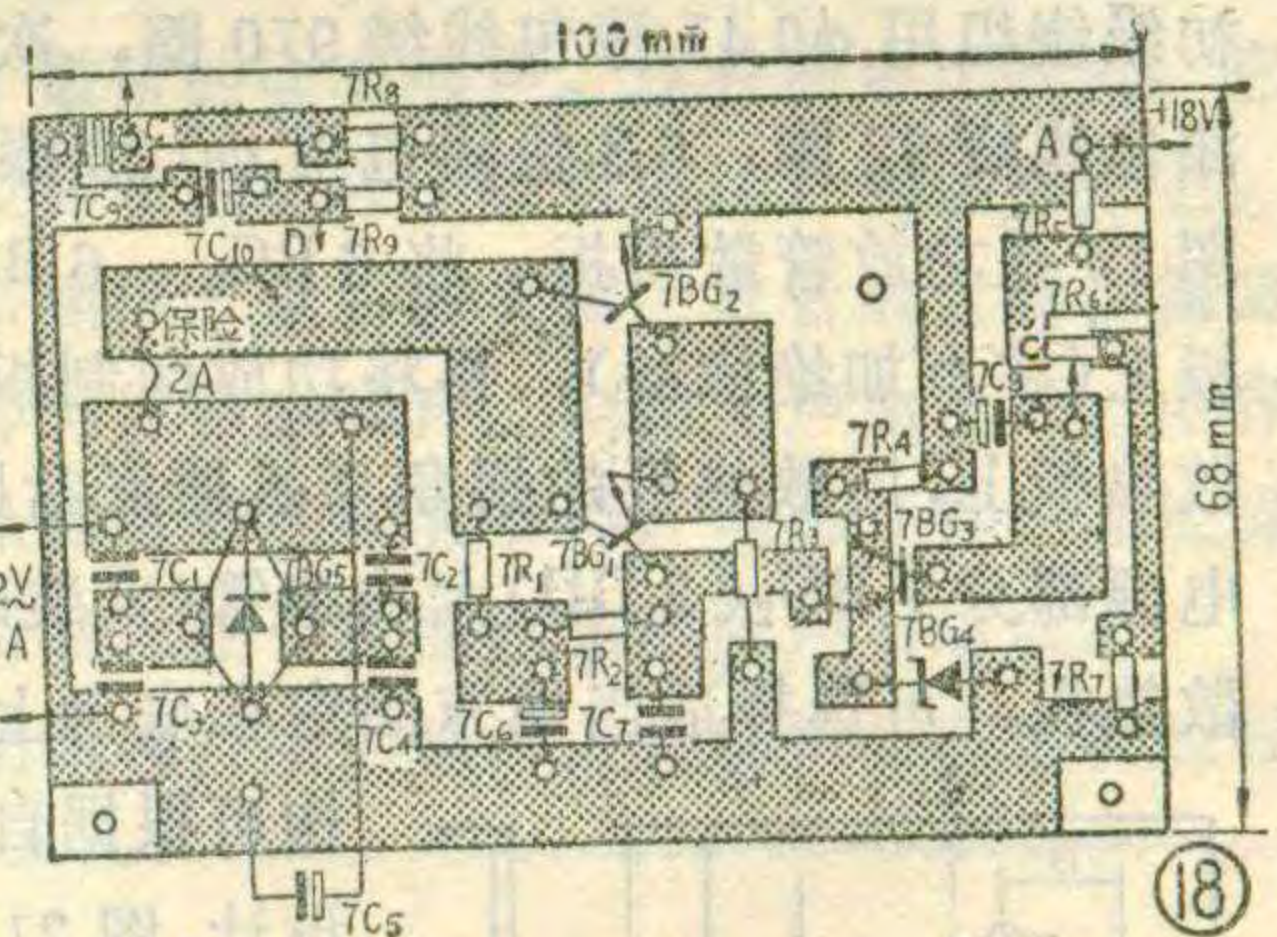 100 mm
7R₈
+18V
C
A
7C₉
7R₅
7C₁₀ D 7R₉
7BG₂
7R₆
保险
C
2A
7C₈
7R₄
68 mm
7BG₃
7C₁ 7BG₅ 7C₂ 7R₁ 7BG₁ 7R₃
V
A
7BG₄
7R₂
7R₇
7C₃ 7C₄ 7C₆ 7C₇
7C₅
18